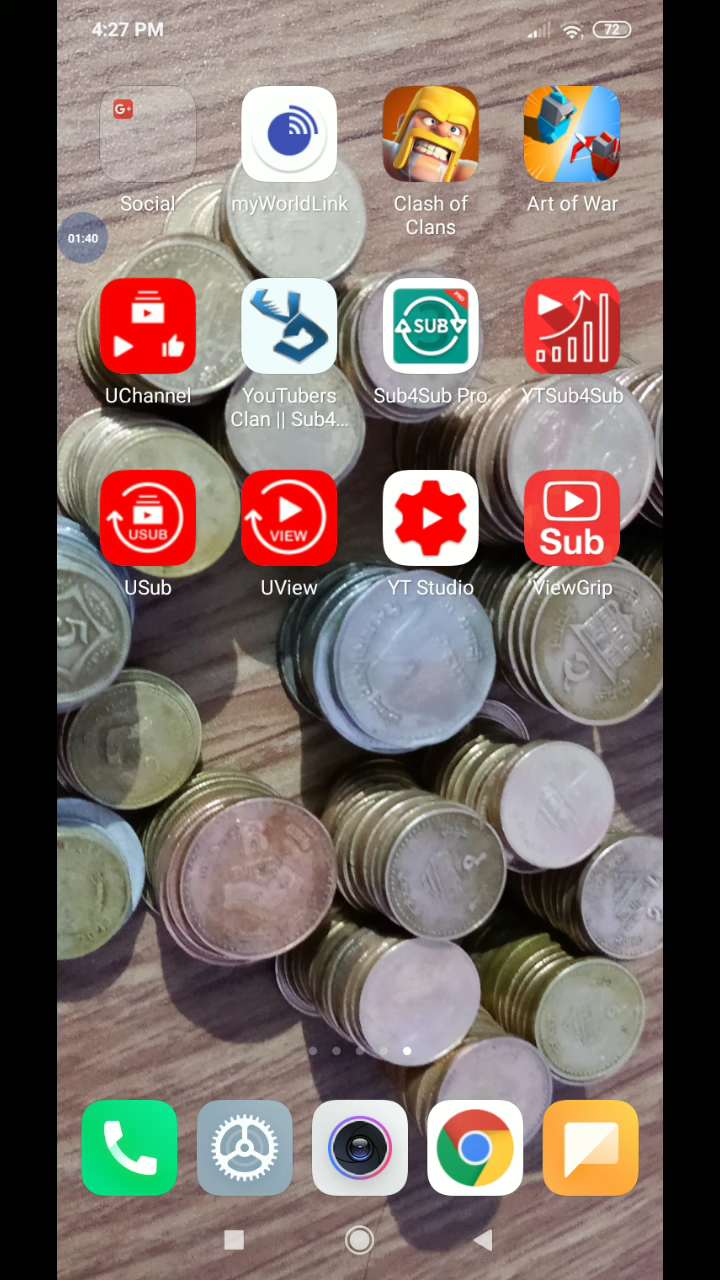 4:27 PM
72
G+
Social
myWorldLink
Clash of
Clans
Art of War
01:40
UChannel
YouTubers
Clan || Sub4...
SUB
PRO
Sub4Sub Pro
YTSub4Sub
USUB
USub
VIEW
UView
YT Studio
Sub
ViewGrip